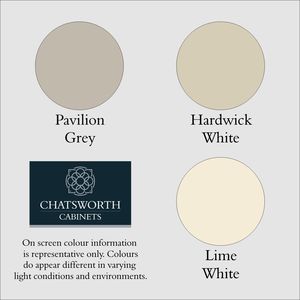 Pavilion
Grey
Hardwick
White
CHATSWORTH
CABINETS
On screen colour information
is representative only. Colours
do appear different in varying
light conditions and environments.
Lime
White